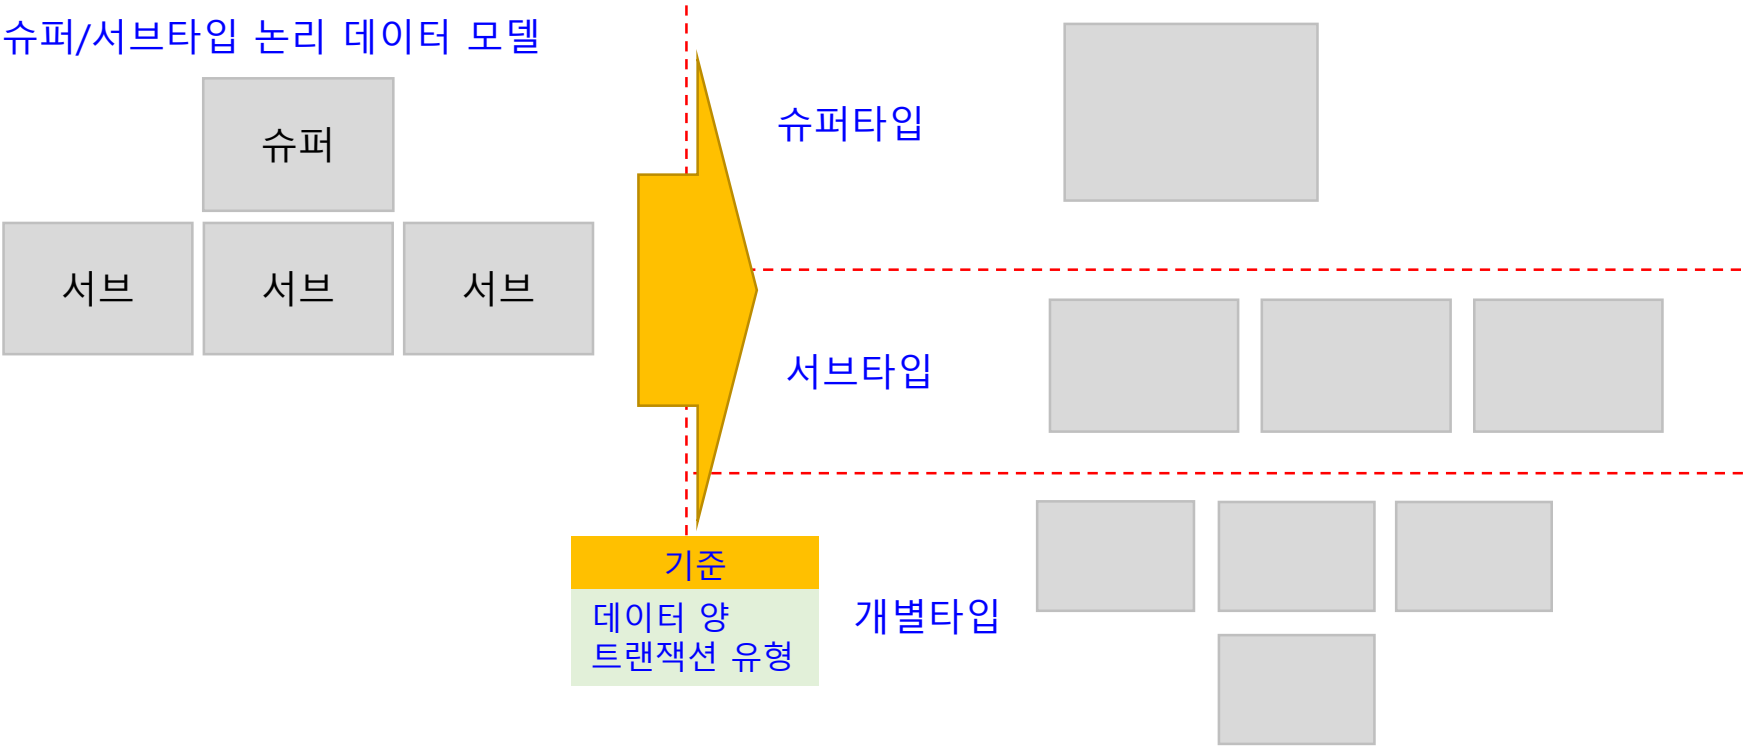 슈퍼/서브타입 논리 데이터 모델
슈퍼
서브 서브 서브
슈퍼타입
서브타입
기준
데이터 양
트랜잭션 유형
개별타입